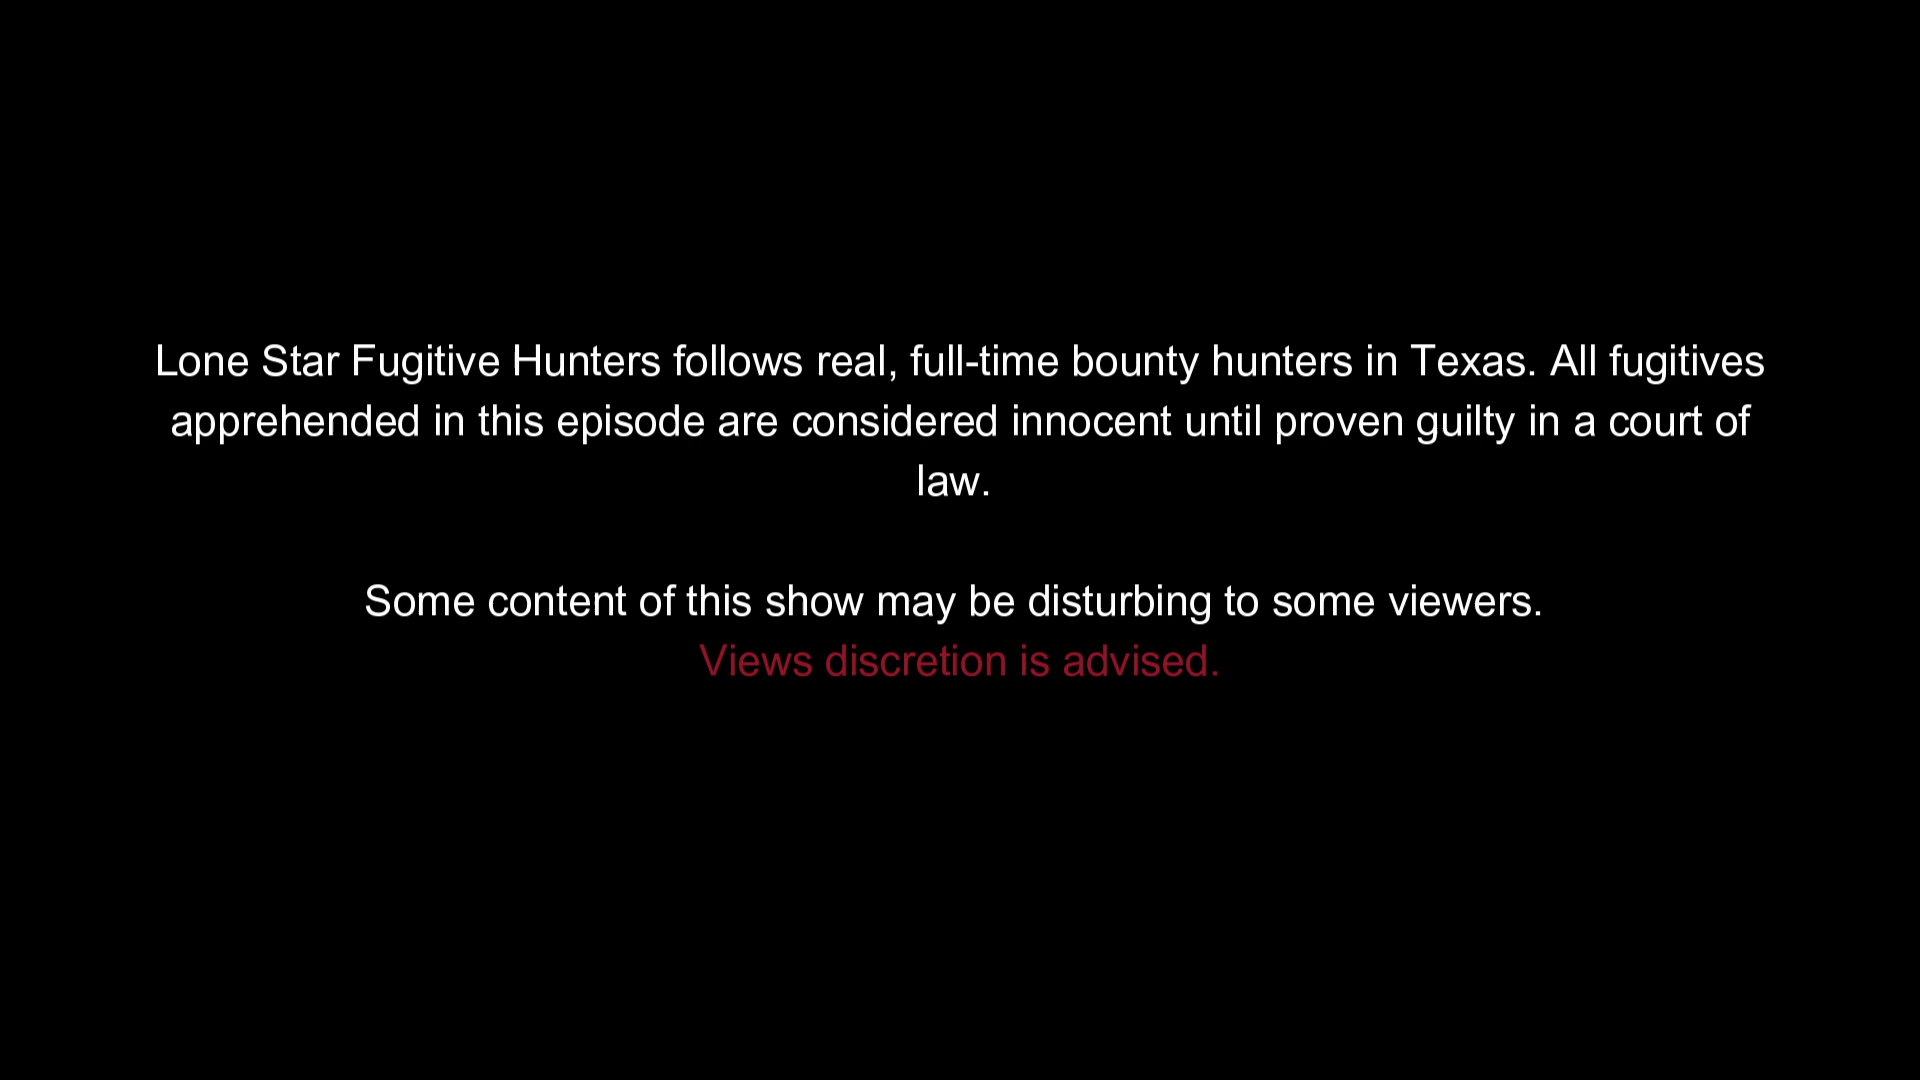 Lone Star Fugitive Hunters follows real, full-time bounty hunters in Texas. All fugitives
apprehended in this episode are considered innocent until proven guilty in a court of
law.
Some content of this show may be disturbing to some viewers.
Views discretion is advised.